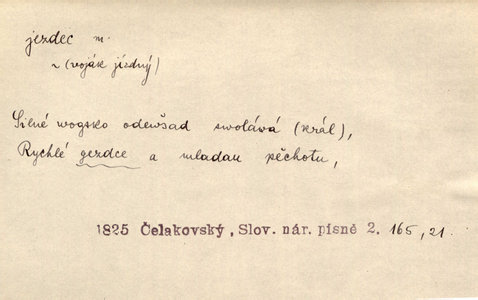 jezdec m.
~ (voják jízdný)
Silné wogsko odewšad swoláwá (král),
Rychlé gezdce a mladau pěchotu,
1825 Čelakovský, Slov. nár. písně 2. 165, 21.